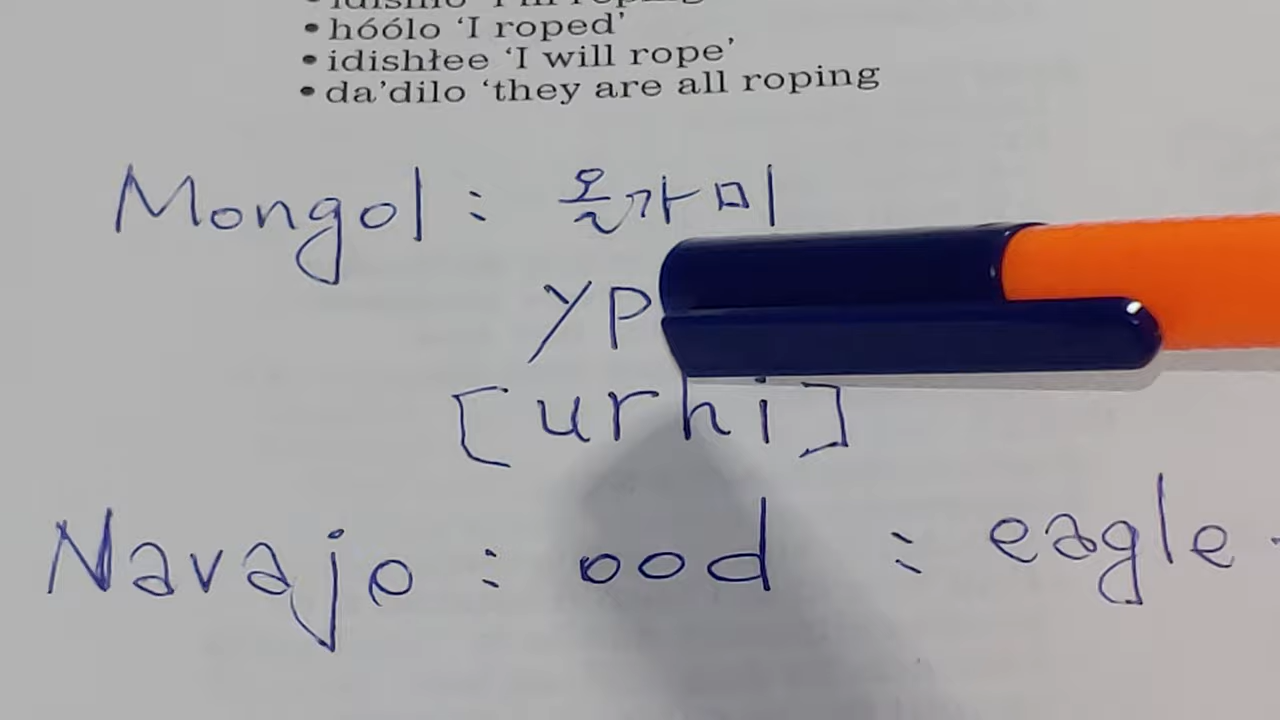 • hóólo ‘I roped’
• idishłee ‘I will rope’
• da’dilo ‘they are all roping
Mongol : 올가미
УР
[urhi]
Navajo : ood : eagle